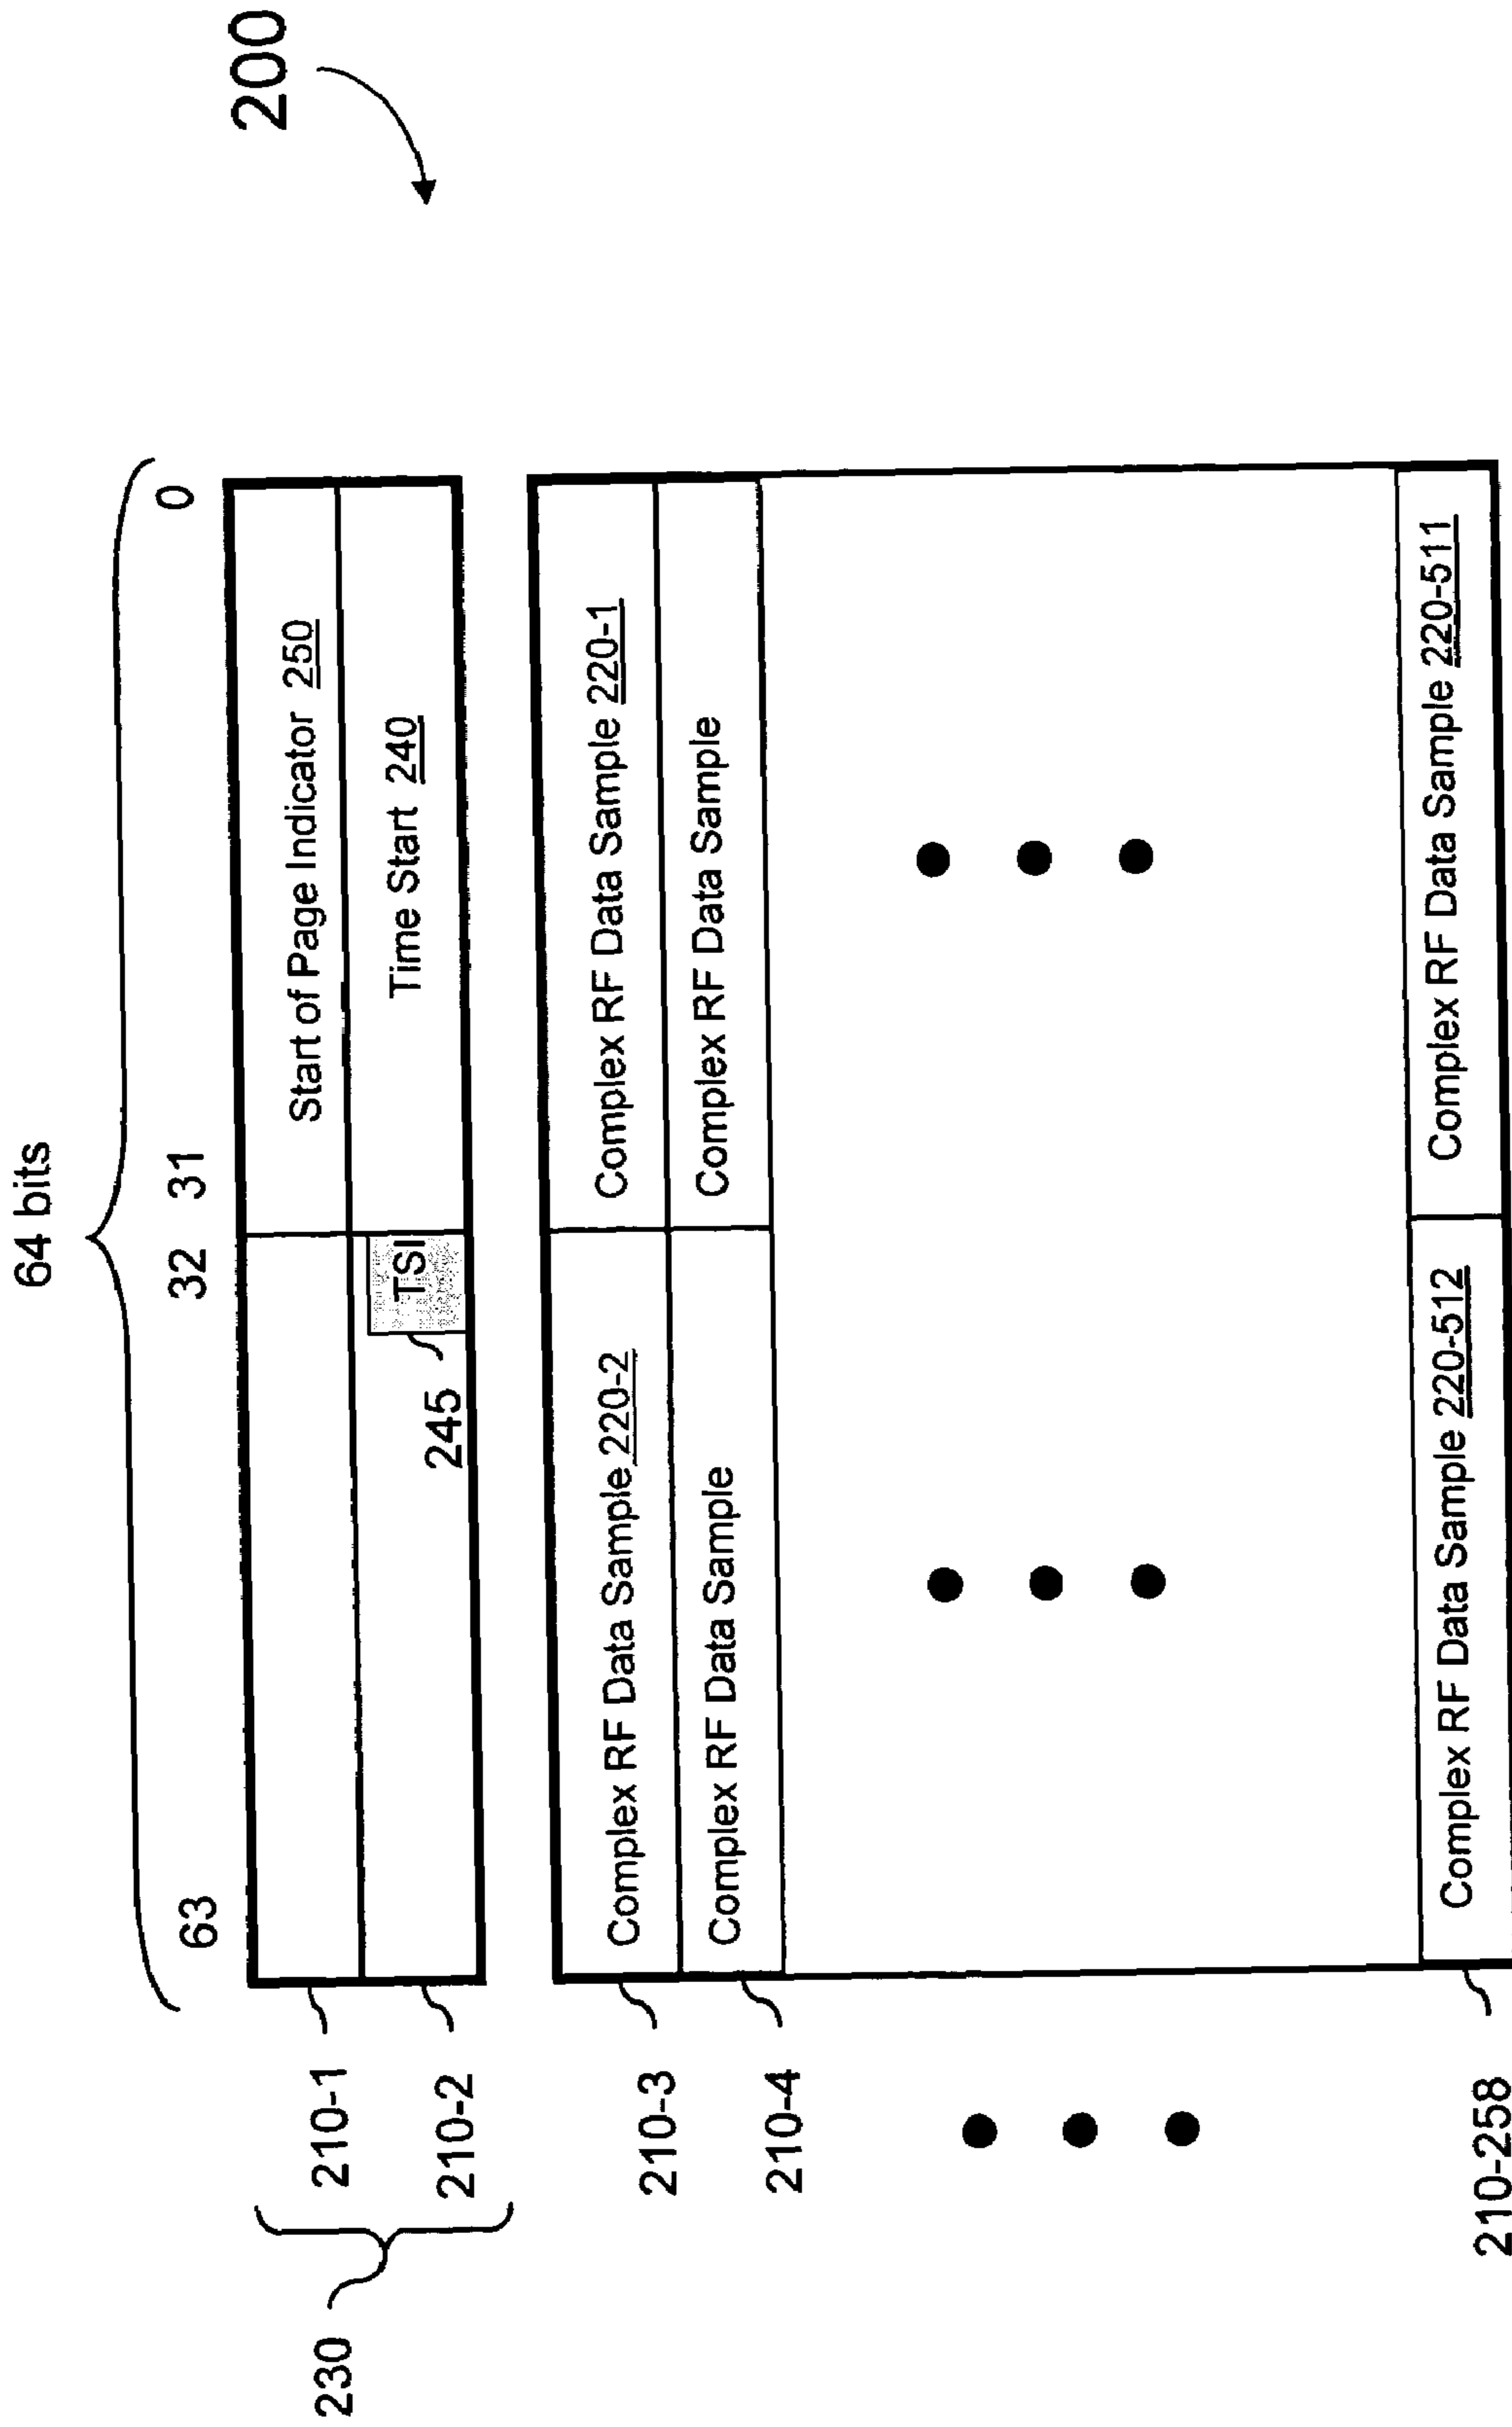 200
64 bits
63 32 31 0
230
210-1 Start of Page Indicator 250
210-2 TSI Time Start 240
245
210-3 Complex RF Data Sample 220-2 Complex RF Data Sample 220-1
210-4 Complex RF Data Sample Complex RF Data Sample
210-258 Complex RF Data Sample 220-512 Complex RF Data Sample 220-511